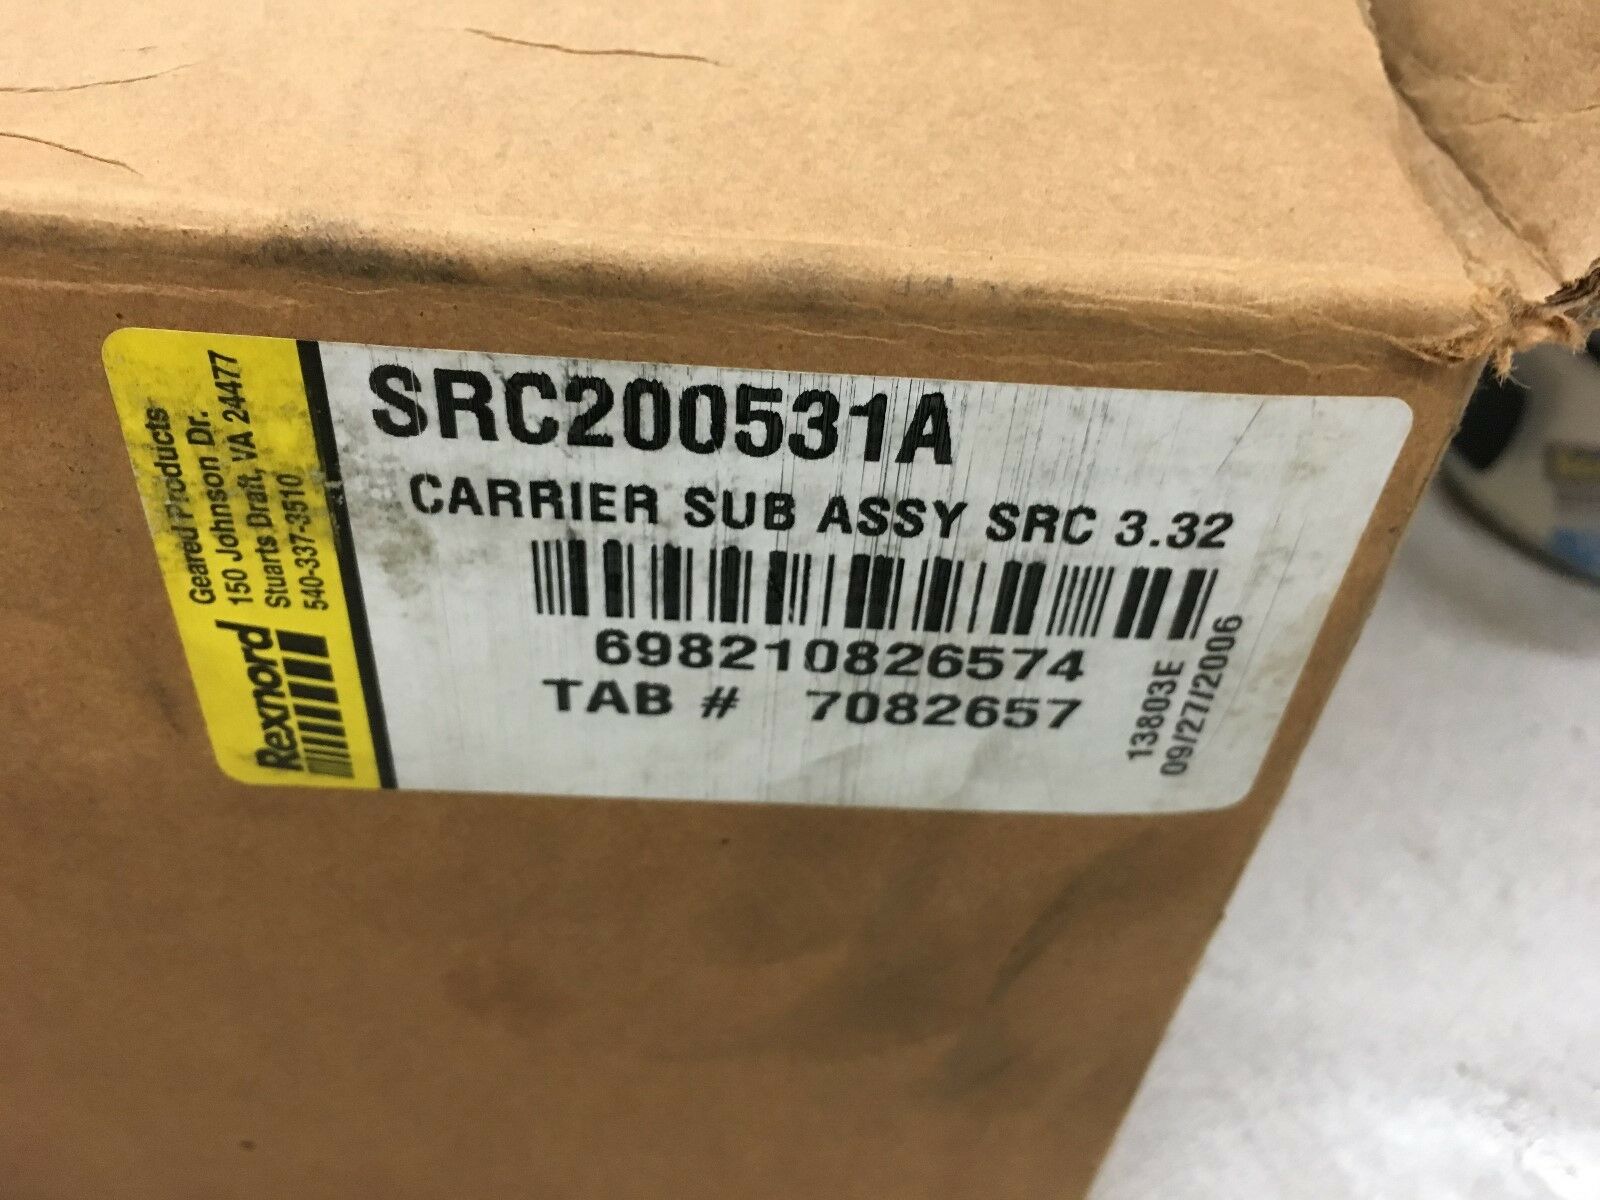 SRC200531A
CARRIER SUB ASSY SRC 3.32
698210826574
TAB # 7082657
13803E
09/27/2006
Rexnord
Geared Products
150 Johnson Dr.
Stuarts Draft, VA 24477
540-337-3510